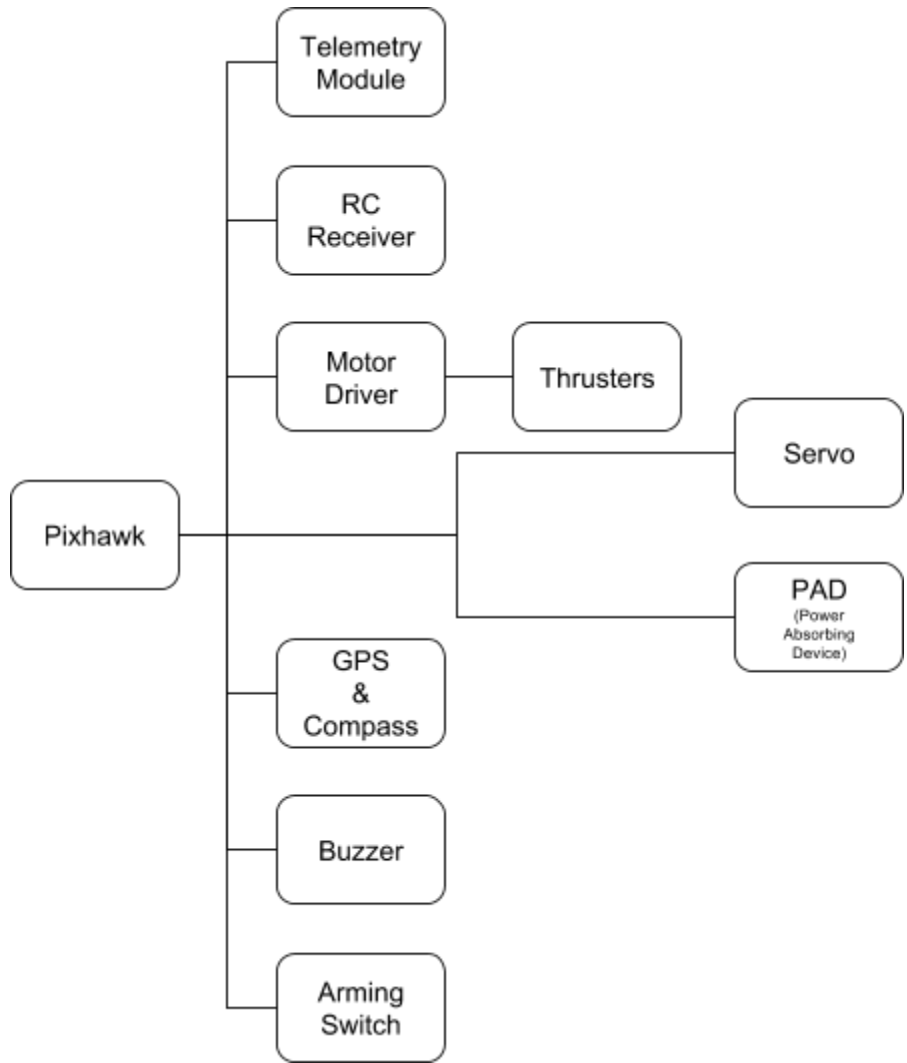 Telemetry
Module
RC
Receiver
Motor
Driver
Thrusters
Servo
Pixhawk
PAD
(Power
Absorbing
Device)
GPS
&
Compass
Buzzer
Arming
Switch